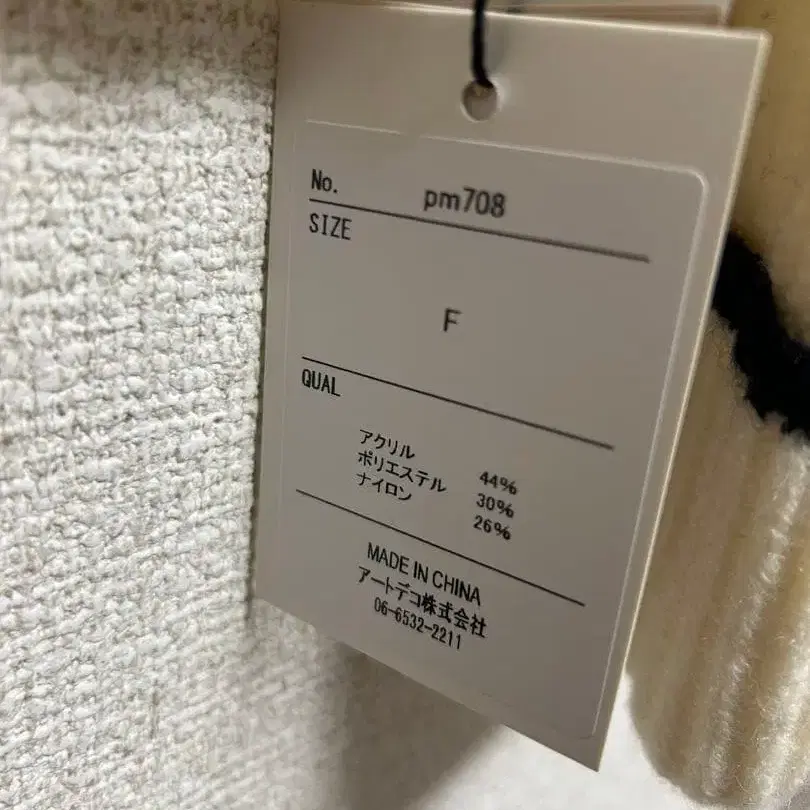 No. pm708
SIZE
F
QUAL
アクリル 44%
ポリエステル 30%
ナイロン 26%
MADE IN CHINA
アートデコ株式会社
06-6532-2211